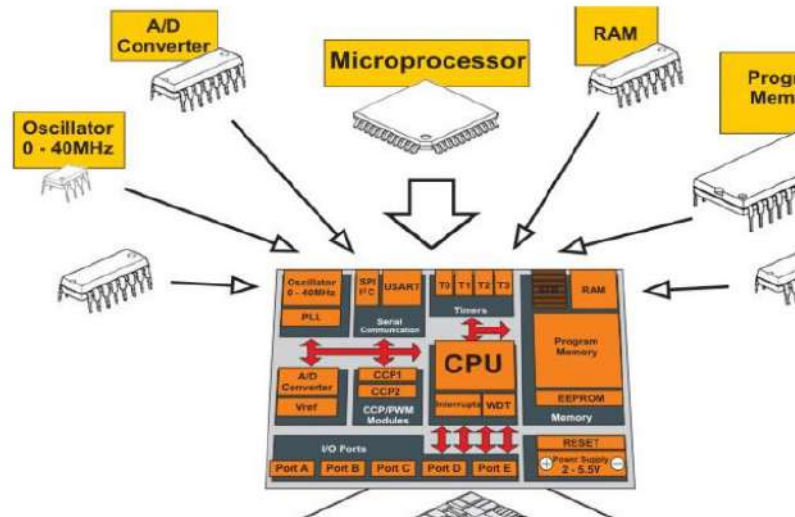 A/D
Converter
Microprocessor
RAM
Progr
Mem
Oscillator
0 - 40MHz
Oscillator
0 - 40MHz
PLL
SPI
I²C
USART
Serial
Communication
T0
T1
T2
T3
Timers
RAM
Program
Memory
EEPROM
Memory
A/D
Converter
Vref
CCP1
CCP2
CCP/PWM
Modules
CPU
Interrupts
WDT
I/O Ports
Port A
Port B
Port C
Port D
Port E
RESET
Power Supply
2 - 5.5V